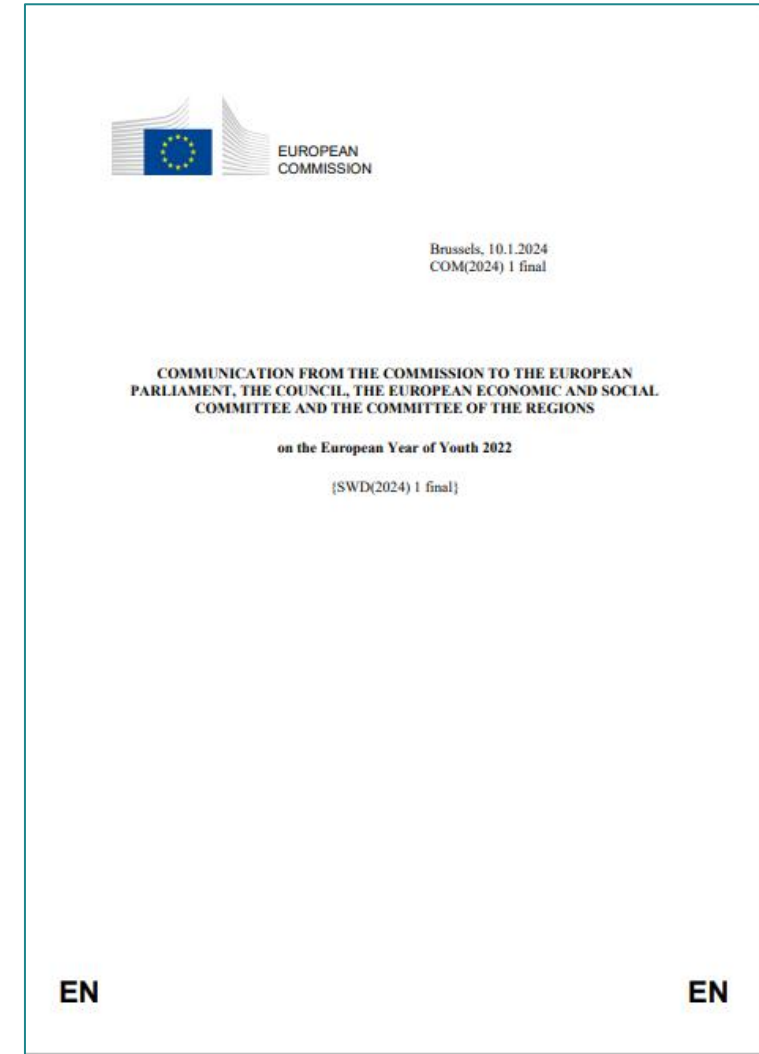 EUROPEAN
COMMISSION
Brussels, 10.1.2024
COM(2024) 1 final
COMMUNICATION FROM THE COMMISSION TO THE EUROPEAN
PARLIAMENT, THE COUNCIL, THE EUROPEAN ECONOMIC AND SOCIAL
COMMITTEE AND THE COMMITTEE OF THE REGIONS
on the European Year of Youth 2022
{SWD(2024) 1 final}
EN EN